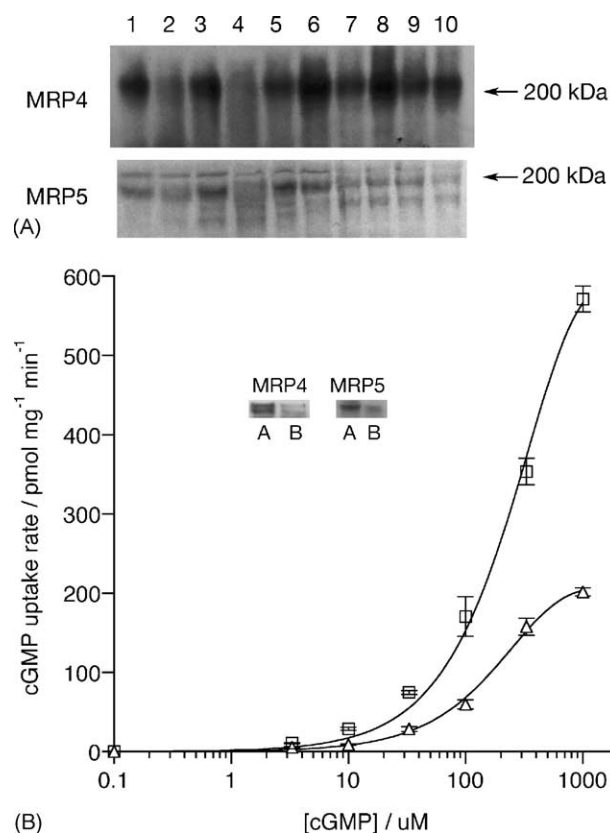 1 2 3 4 5 6 7 8 9 10
MRP4
200 kDa
MRP5
200 kDa
(A)
600
500
400
300
200
100
0
cGMP uptake rate / pmol mg⁻¹ min⁻¹
MRP4 MRP5
A B A B
0.1 1 10 100 1000
[cGMP] / uM
(B)